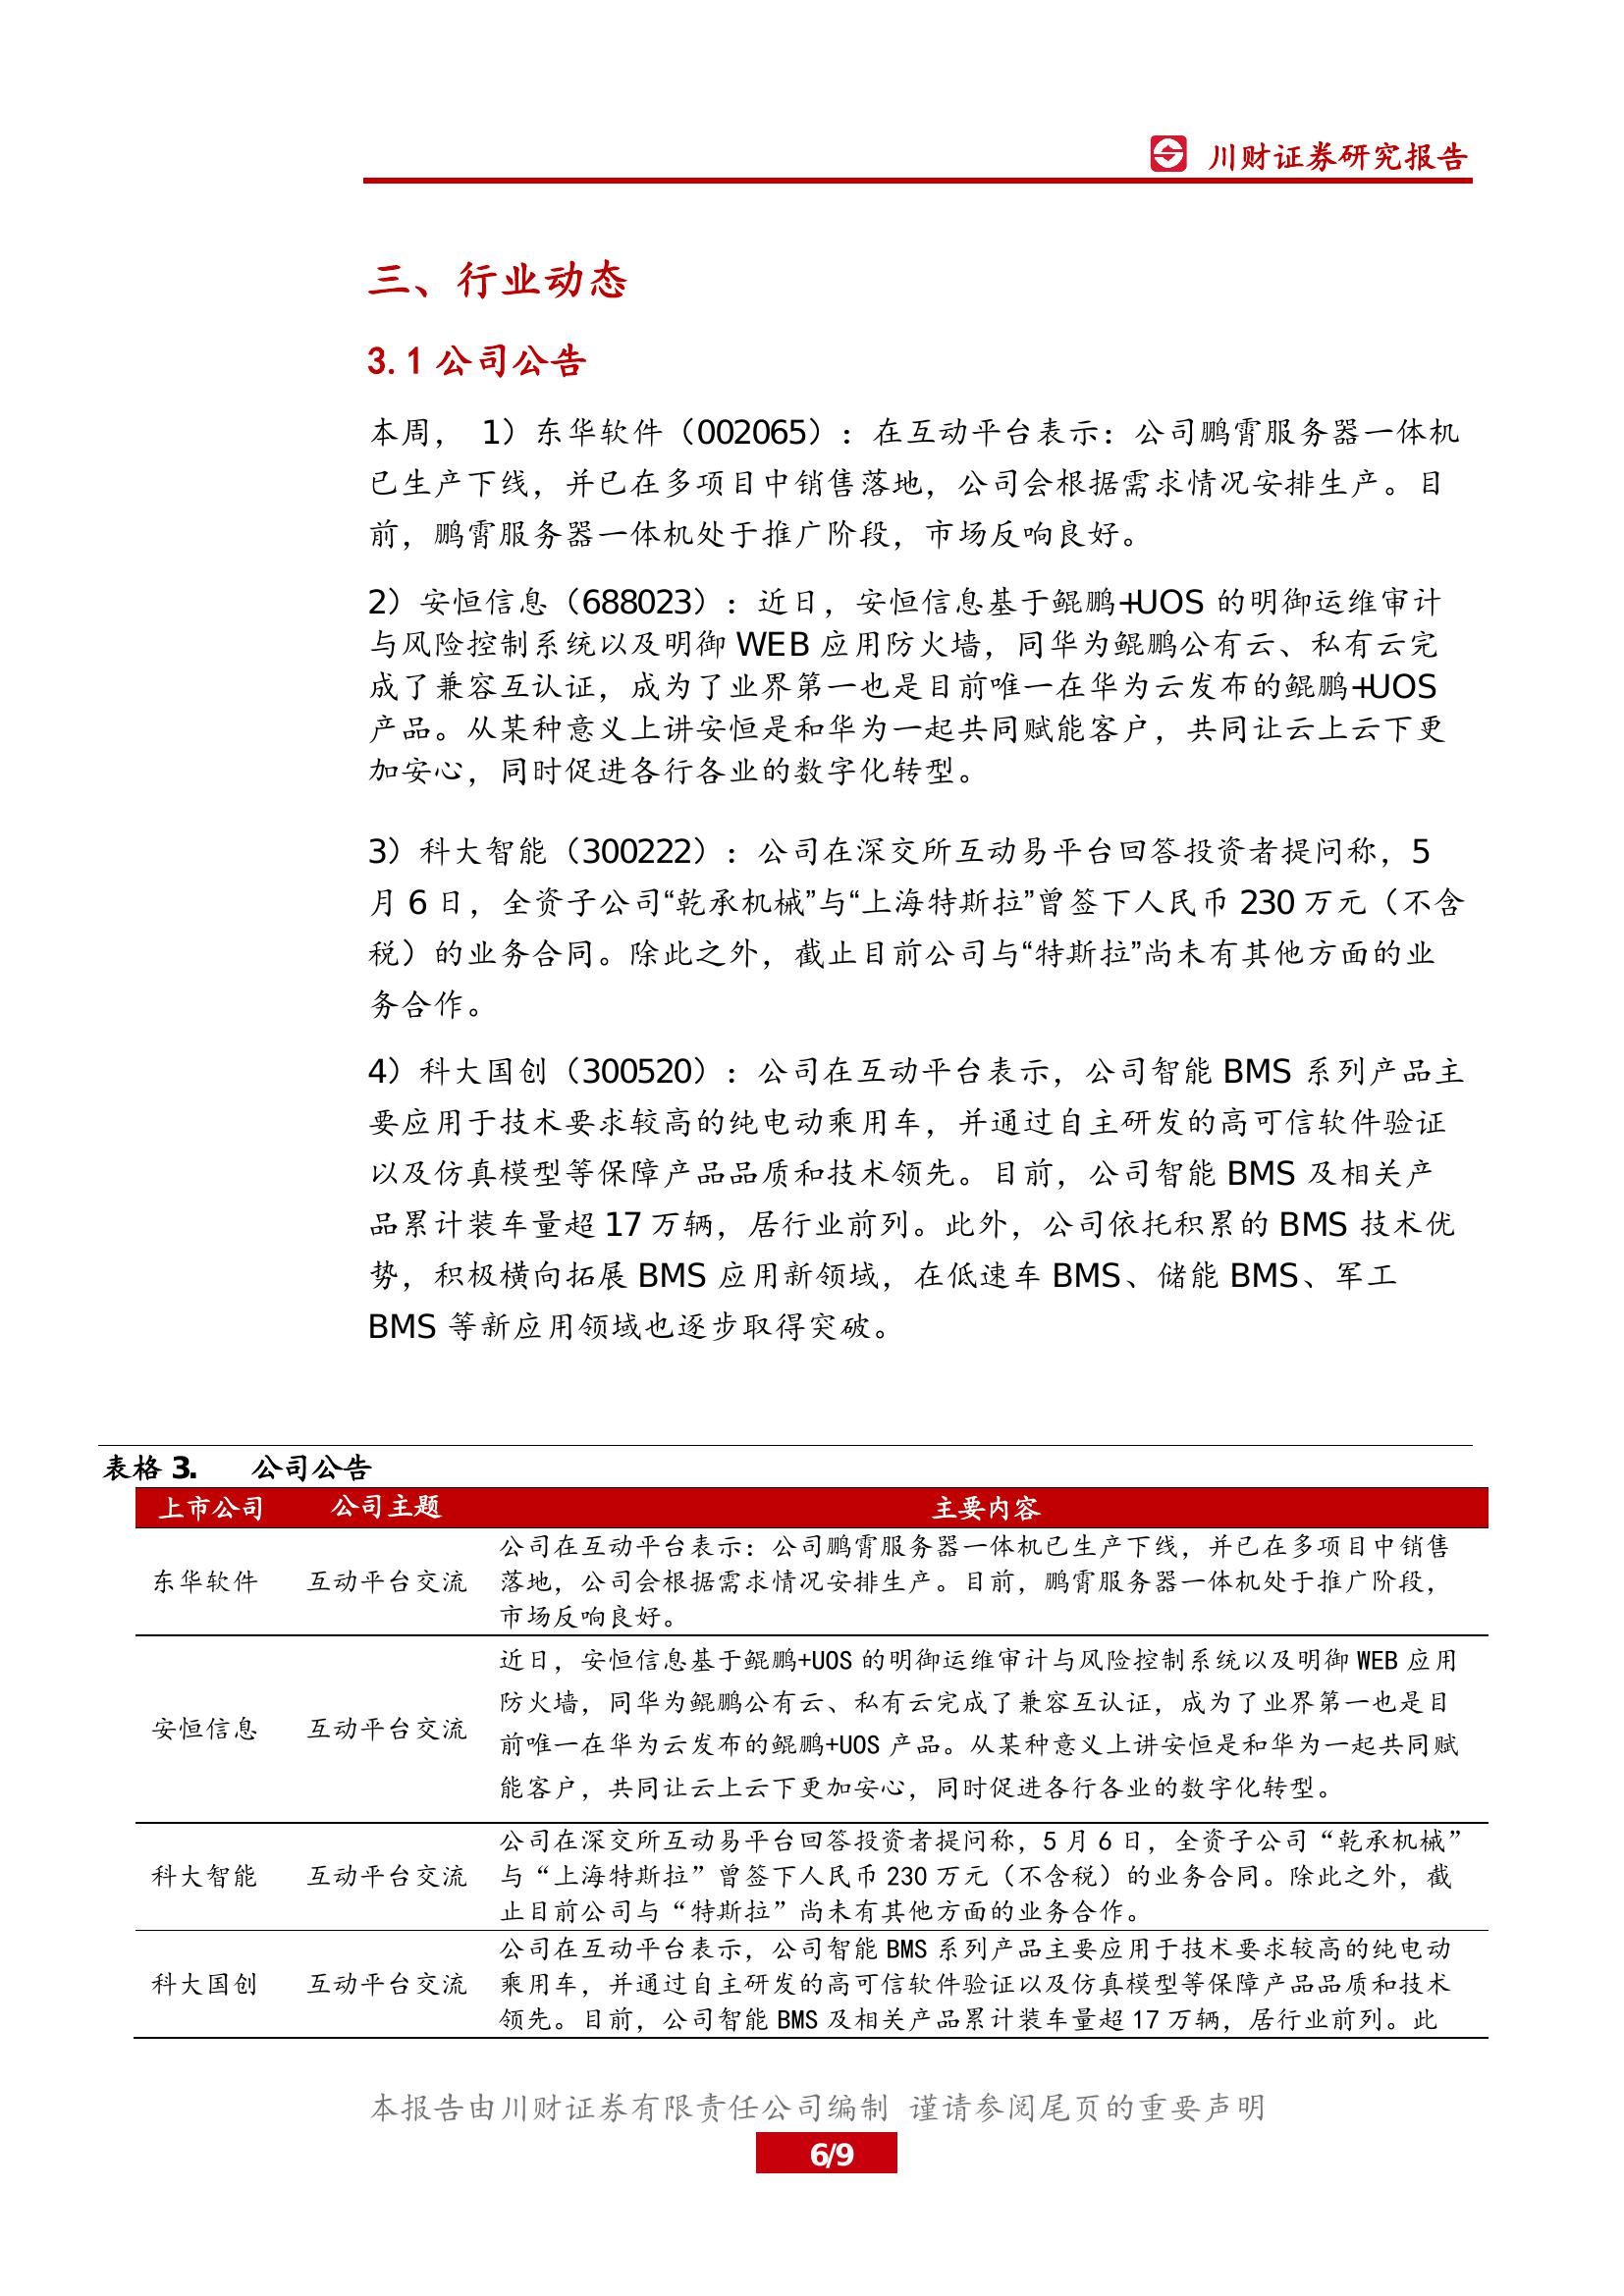 川财证券研究报告
三、行业动态
3.1 公司公告
本周， 1）东华软件（002065）：在互动平台表示：公司鹏霄服务器一体机
已生产下线，并已在多项目中销售落地，公司会根据需求情况安排生产。目
前，鹏霄服务器一体机处于推广阶段，市场反响良好。
2）安恒信息（688023）：近日，安恒信息基于鲲鹏+UOS 的明御运维审计
与风险控制系统以及明御 WEB 应用防火墙，同华为鲲鹏公有云、私有云完
成了兼容互认证，成为了业界第一也是目前唯一在华为云发布的鲲鹏+UOS
产品。从某种意义上讲安恒是和华为一起共同赋能客户，共同让云上云下更
加安心，同时促进各行各业的数字化转型。
3）科大智能（300222）：公司在深交所互动易平台回答投资者提问称，5
月 6 日，全资子公司“乾承机械”与“上海特斯拉”曾签下人民币 230 万元（不含
税）的业务合同。除此之外，截止目前公司与“特斯拉”尚未有其他方面的业
务合作。
4）科大国创（300520）：公司在互动平台表示，公司智能 BMS 系列产品主
要应用于技术要求较高的纯电动乘用车，并通过自主研发的高可信软件验证
以及仿真模型等保障产品品质和技术领先。目前，公司智能 BMS 及相关产
品累计装车量超 17 万辆，居行业前列。此外，公司依托积累的 BMS 技术优
势，积极横向拓展 BMS 应用新领域，在低速车 BMS、储能 BMS、军工
BMS 等新应用领域也逐步取得突破。
表格 3. 公司公告
上市公司 公司主题 主要内容
公司在互动平台表示：公司鹏霄服务器一体机已生产下线，并已在多项目中销售
东华软件 互动平台交流 落地，公司会根据需求情况安排生产。目前，鹏霄服务器一体机处于推广阶段，
市场反响良好。
近日，安恒信息基于鲲鹏+UOS 的明御运维审计与风险控制系统以及明御 WEB 应用
防火墙，同华为鲲鹏公有云、私有云完成了兼容互认证，成为了业界第一也是目
安恒信息 互动平台交流
前唯一在华为云发布的鲲鹏+UOS 产品。从某种意义上讲安恒是和华为一起共同赋
能客户，共同让云上云下更加安心，同时促进各行各业的数字化转型。
公司在深交所互动易平台回答投资者提问称，5 月 6 日，全资子公司“乾承机械”
科大智能 互动平台交流 与“上海特斯拉”曾签下人民币 230 万元（不含税）的业务合同。除此之外，截
止目前公司与“特斯拉”尚未有其他方面的业务合作。
公司在互动平台表示，公司智能 BMS 系列产品主要应用于技术要求较高的纯电动
科大国创 互动平台交流 乘用车，并通过自主研发的高可信软件验证以及仿真模型等保障产品品质和技术
领先。目前，公司智能 BMS 及相关产品累计装车量超 17 万辆，居行业前列。此
本报告由川财证券有限责任公司编制 谨请参阅尾页的重要声明
6/9